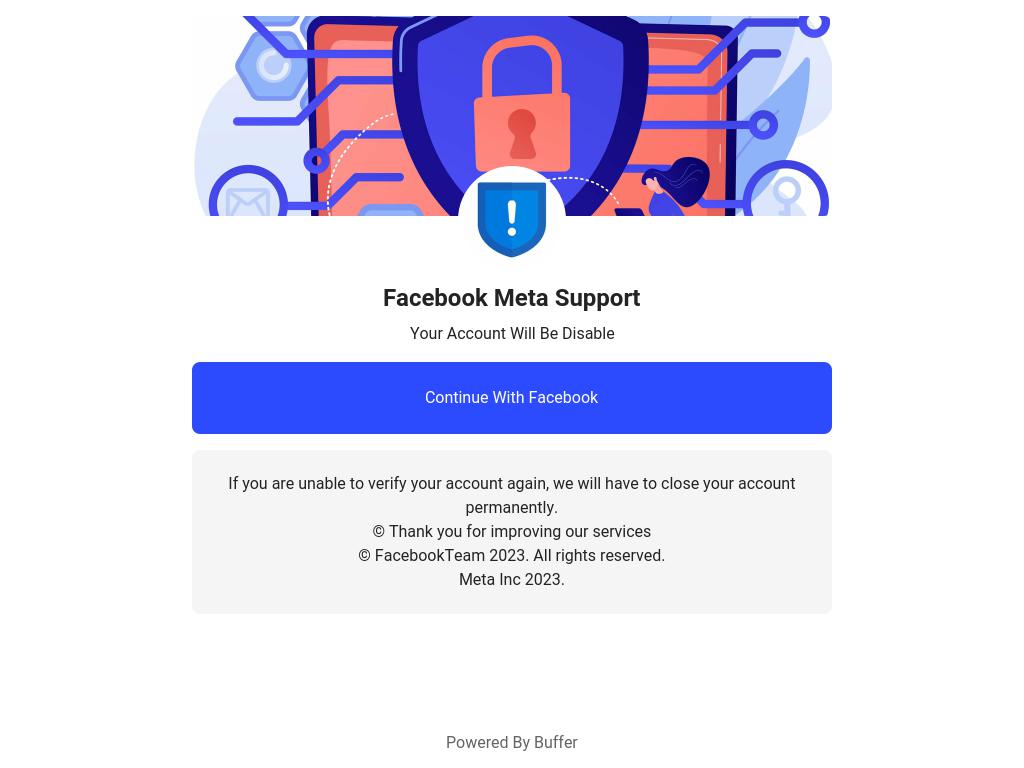 Facebook Meta Support
Your Account Will Be Disable
Continue With Facebook
If you are unable to verify your account again, we will have to close your account
permanently.
© Thank you for improving our services
© FacebookTeam 2023. All rights reserved.
Meta Inc 2023.
Powered By Buffer